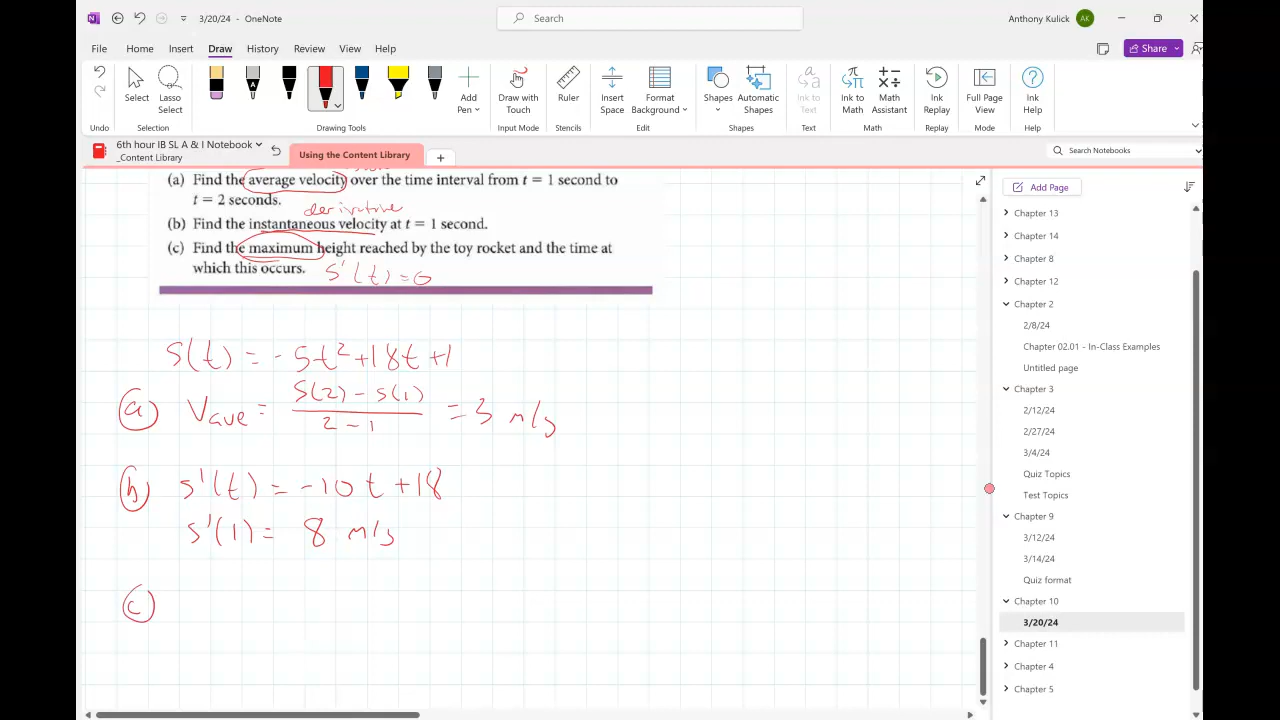 3/20/24 - OneNote
Search
Anthony Kulick
AK
File Home Insert Draw History Review View Help
Share
Undo
Select
Lasso Select
Add Pen
Draw with Touch
Ruler
Insert Space
Format Background
Shapes
Automatic Shapes
Ink to Text
Ink to Math
Math Assistant
Ink Replay
Full Page View
Ink Help
Undo Selection Drawing Tools Input Mode Stencils Edit Shapes Text Math Replay Mode Help
6th hour IB SL A & I Notebook
_Content Library
Using the Content Library
+
Search Notebooks
(a) Find the average velocity over the time interval from t = 1 second to
t = 2 seconds.
derivative
(b) Find the instantaneous velocity at t = 1 second.
(c) Find the maximum height reached by the toy rocket and the time at
which this occurs. s'(t) = 0
s(t) = -5t² + 18t + 1
(a) Vave = s(2) - s(1) / 2 - 1 = 3 m/s
(b) s'(t) = -10t + 18
s'(1) = 8 m/s
(c)
Add Page
Chapter 13
Chapter 14
Chapter 8
Chapter 12
Chapter 2
2/8/24
Chapter 02.01 - In-Class Examples
Untitled page
Chapter 3
2/12/24
2/27/24
3/4/24
Quiz Topics
Test Topics
Chapter 9
3/12/24
3/14/24
Quiz format
Chapter 10
3/20/24
Chapter 11
Chapter 4
Chapter 5